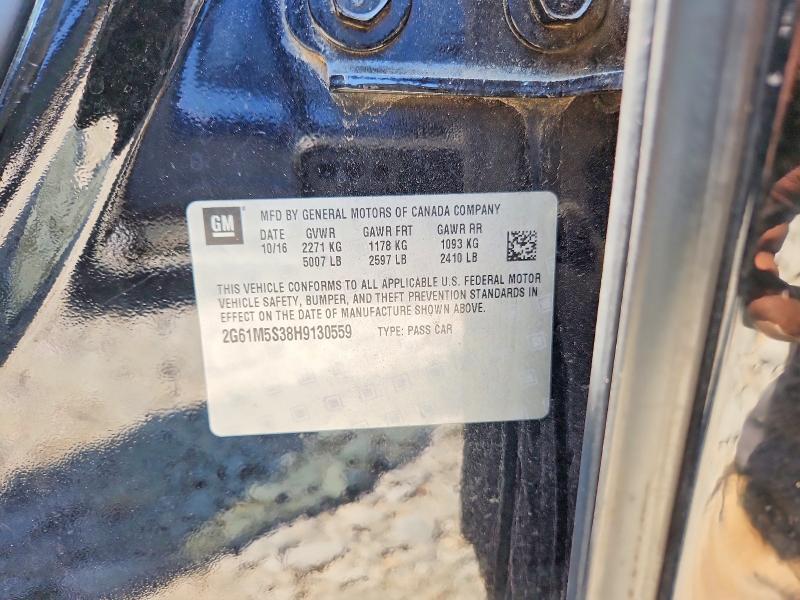 GM
MFD BY GENERAL MOTORS OF CANADA COMPANY
DATE GVWR GAWR FRT GAWR RR
10/16 2271 KG 1178 KG 1093 KG
5007 LB 2597 LB 2410 LB
THIS VEHICLE CONFORMS TO ALL APPLICABLE U.S. FEDERAL MOTOR
VEHICLE SAFETY, BUMPER, AND THEFT PREVENTION STANDARDS IN
EFFECT ON THE DATE OF MANUFACTURE SHOWN ABOVE.
2G61M5S38H9130559 TYPE: PASS CAR